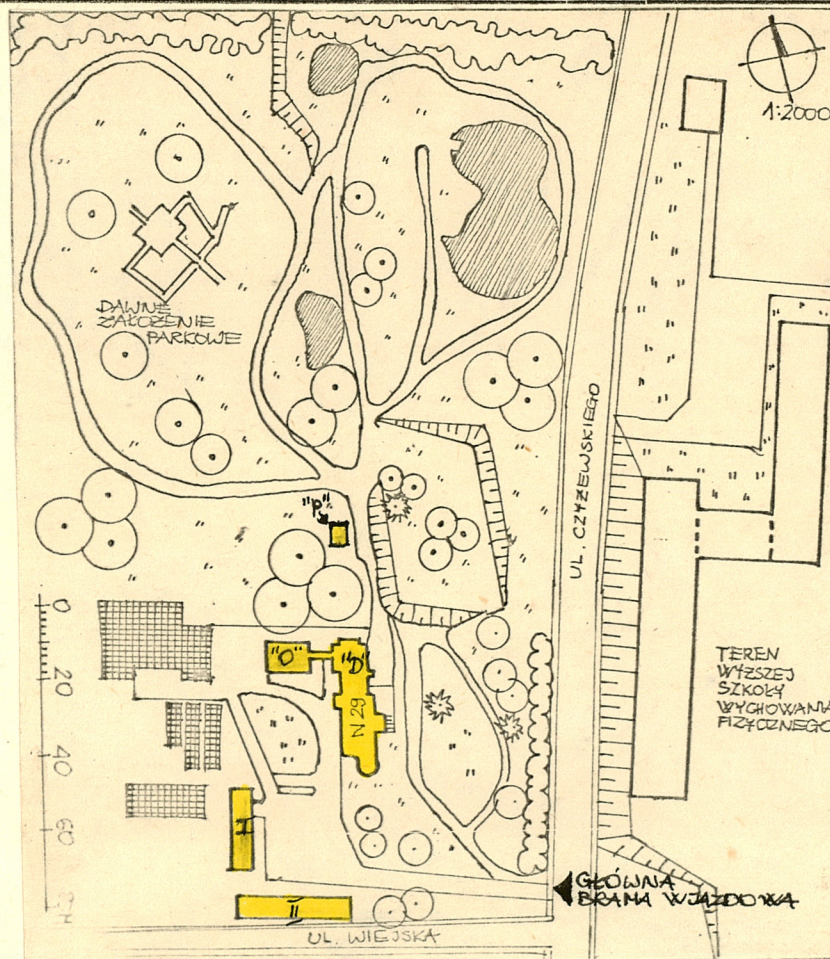 1:2000
DAWNE
ZAŁOŻENIE
PARKOWE
UL. CZYŻEWSKIEGO
"P"
0
20
40
60
"O"
"D"
N 29
TEREN
WYŻSZEJ
SZKOŁY
WYCHOWANIA
FIZYCZNEGO
I
II
GŁÓWNA
BRAMA WJAZDOWA
UL. WIEJSKA